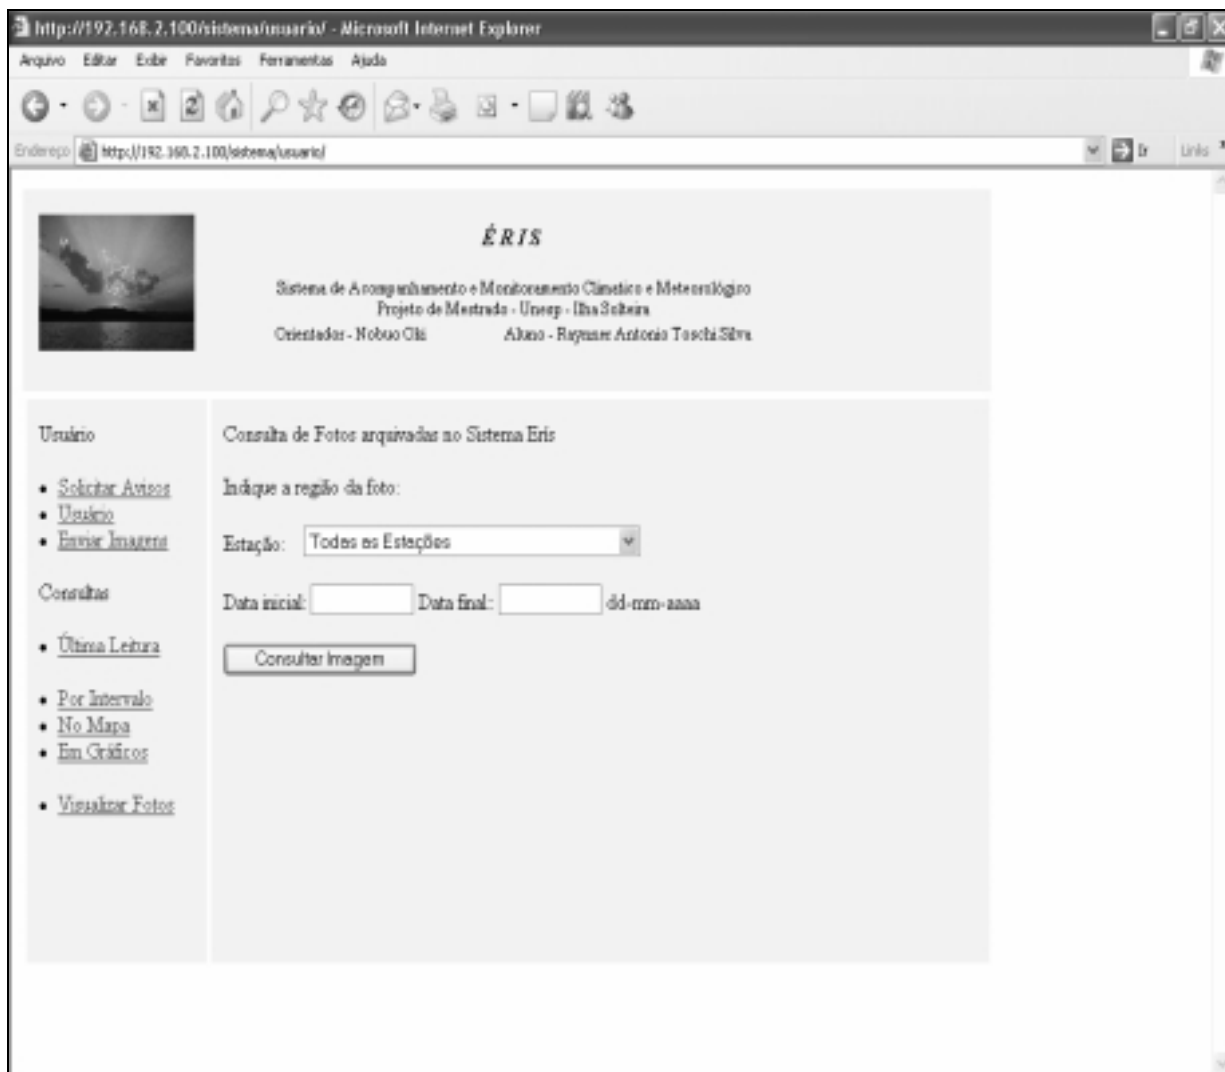 http://192.168.2.100/sistema/usuario/ - Microsoft Internet Explorer
Arquivo Editar Exibir Favoritos Ferramentas Ajuda
Endereço http://192.168.2.100/sistema/usuario/ Ir Links
ÉRIS
Sistema de Acompanhamento e Monitoramento Climatico e Meteorológico
Projeto de Mestrado - Unesp - Ilha Solteira
Orientador - Nobuo Oki Aluno - Antonio Toschi Silva
Usuário
• Solicitar Avisos
• Usuário
• Enviar Imagens
Consultas
• Última Leitura
• Por Intervalo
• No Mapa
• Em Gráficos
• Visualizar Fotos
Consulta de Fotos arquivadas no Sistema Eris
Indique a região da foto:
Estação: Todas as Estações
Data inicial: Data final: dd-mm-aaaa
Consultar Imagem